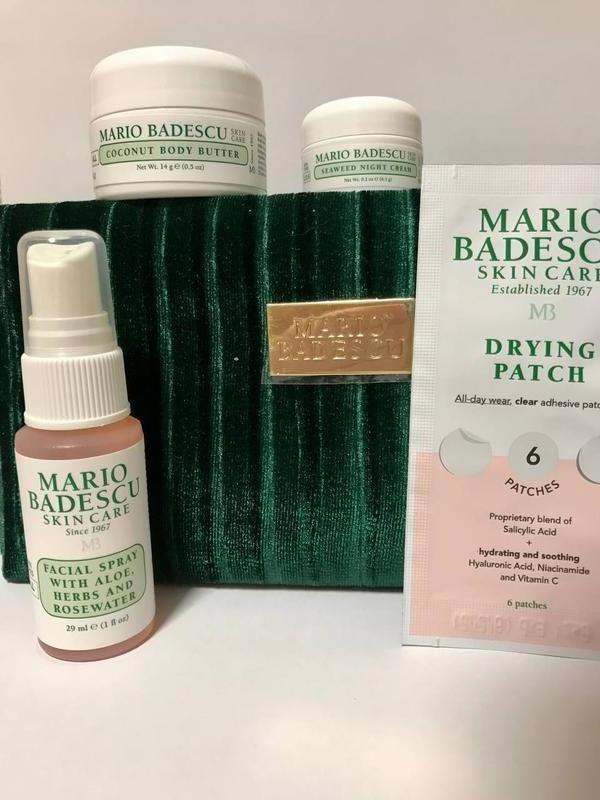 MARIO BADESCU SKIN CARE
COCONUT BODY BUTTER
Net Wt. 14 g ℮ (0.5 oz)
MARIO BADESCU
SEAWEED NIGHT CREAM
MARIO
BADESCU
MARIO
BADESCU
SKIN CARE
Since 1967
MB
FACIAL SPRAY
WITH ALOE,
HERBS AND
ROSEWATER
29 ml ℮ (1 fl oz)
MARIO
BADESC
SKIN CARE
Established 1967
MB
DRYING
PATCH
All-day wear, clear adhesive patc
6
PATCHES
Proprietary blend of
Salicylic Acid
+
hydrating and soothing
Hyaluronic Acid, Niacinamide
and Vitamin C
6 patches